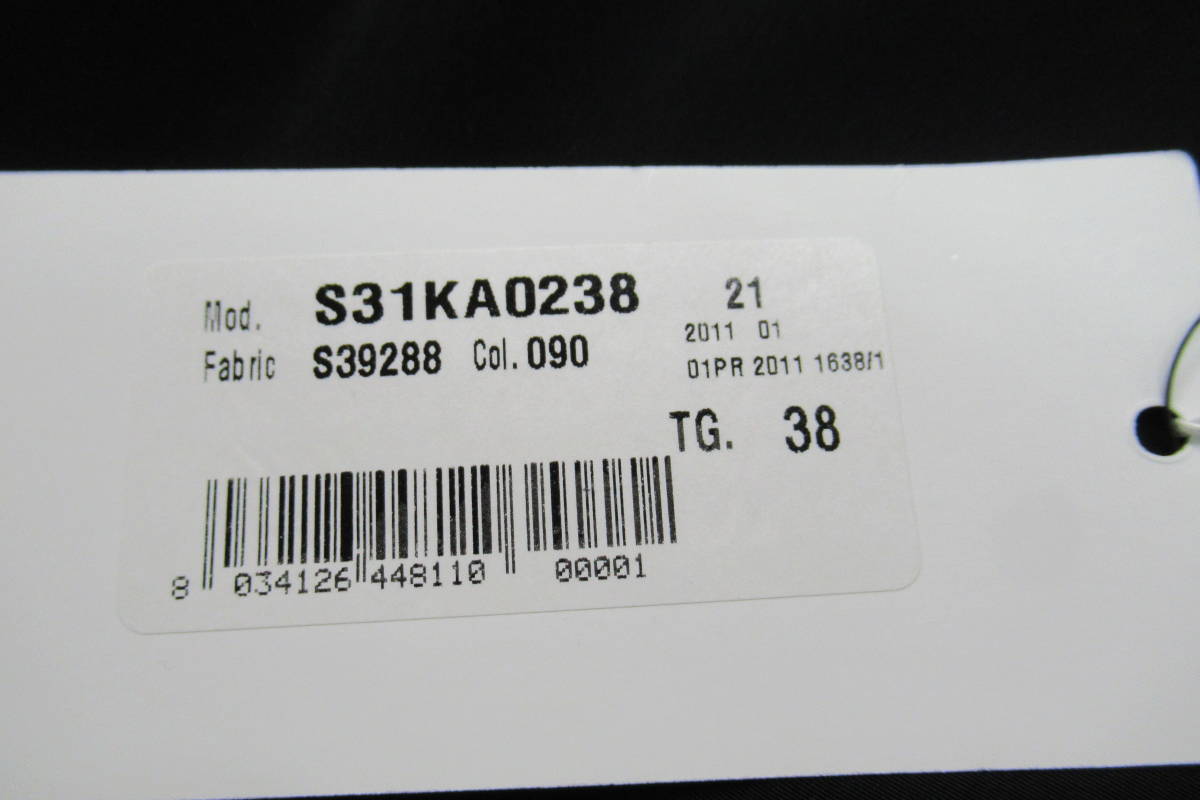 Mod. S31KA0238 21
2011 01
Fabric S39288 Col. 090
01PR 2011 1638/1
TG. 38
8 034126 448110 00001